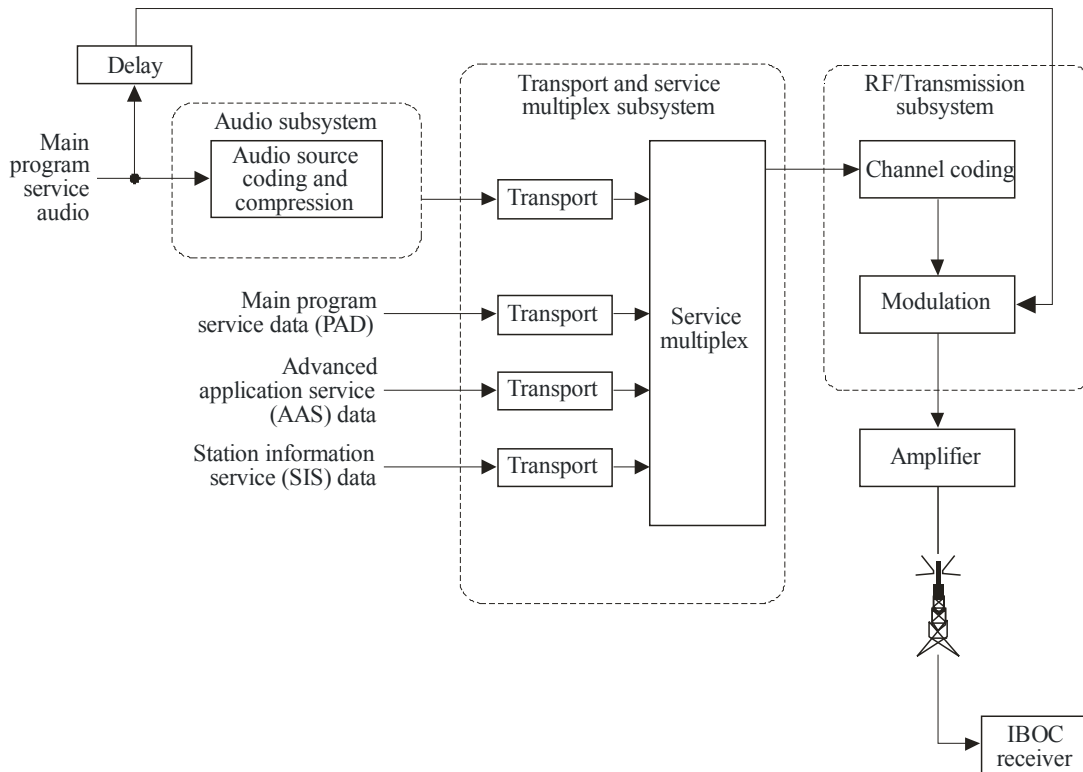 Delay
Main
program
service
audio
Audio subsystem
Audio source
coding and
compression
Transport and service
multiplex subsystem
Transport
Main program
service data (PAD)
Transport
Advanced
application service
(AAS) data
Transport
Station information
service (SIS) data
Transport
Service
multiplex
RF/Transmission
subsystem
Channel coding
Modulation
Amplifier
IBOC
receiver